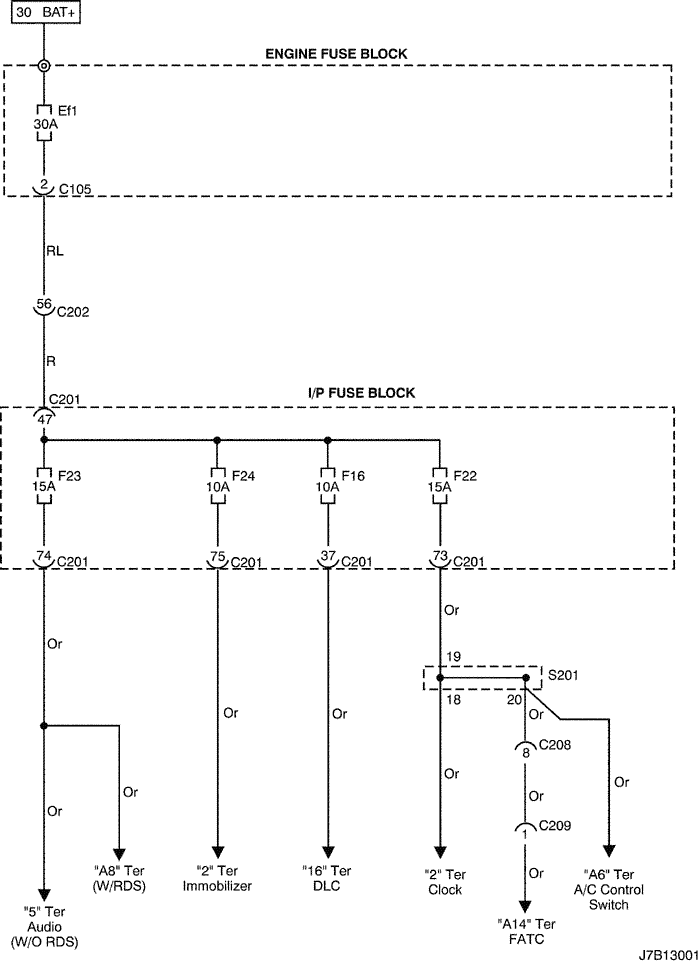 30 BAT+
ENGINE FUSE BLOCK
Ef1
30A
2
C105
RL
56
C202
R
C201
I/P FUSE BLOCK
47
F23
15A
F24
10A
F16
10A
F22
15A
74
C201
75
C201
37
C201
73
C201
Or
Or
19
S201
18
20
Or
Or
Or
C208
8
Or
Or
Or
Or
Or
C209
1
"A8" Ter
(W/RDS)
"2" Ter
Immobilizer
"16" Ter
DLC
"2" Ter
Clock
Or
"A6" Ter
A/C Control
Switch
"5" Ter
Audio
(W/O RDS)
"A14" Ter
FATC
J7B13001